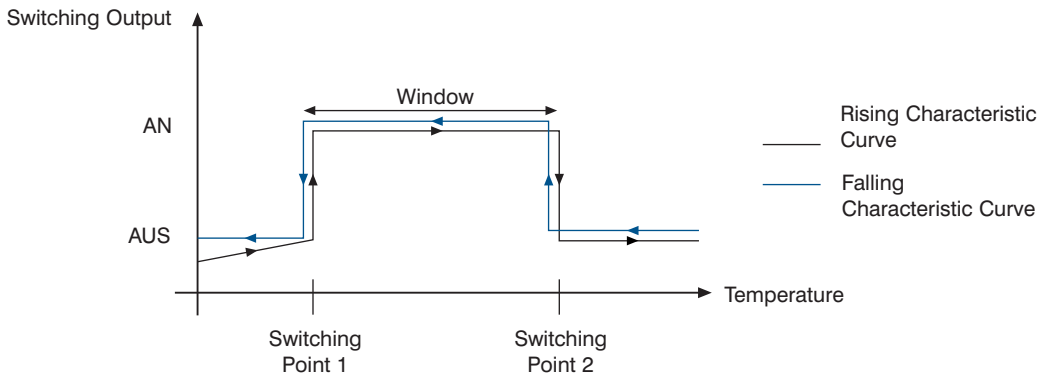 Switching Output
Window
AN
Rising Characteristic
Curve
Falling
Characteristic Curve
AUS
Temperature
Switching
Point 1
Switching
Point 2